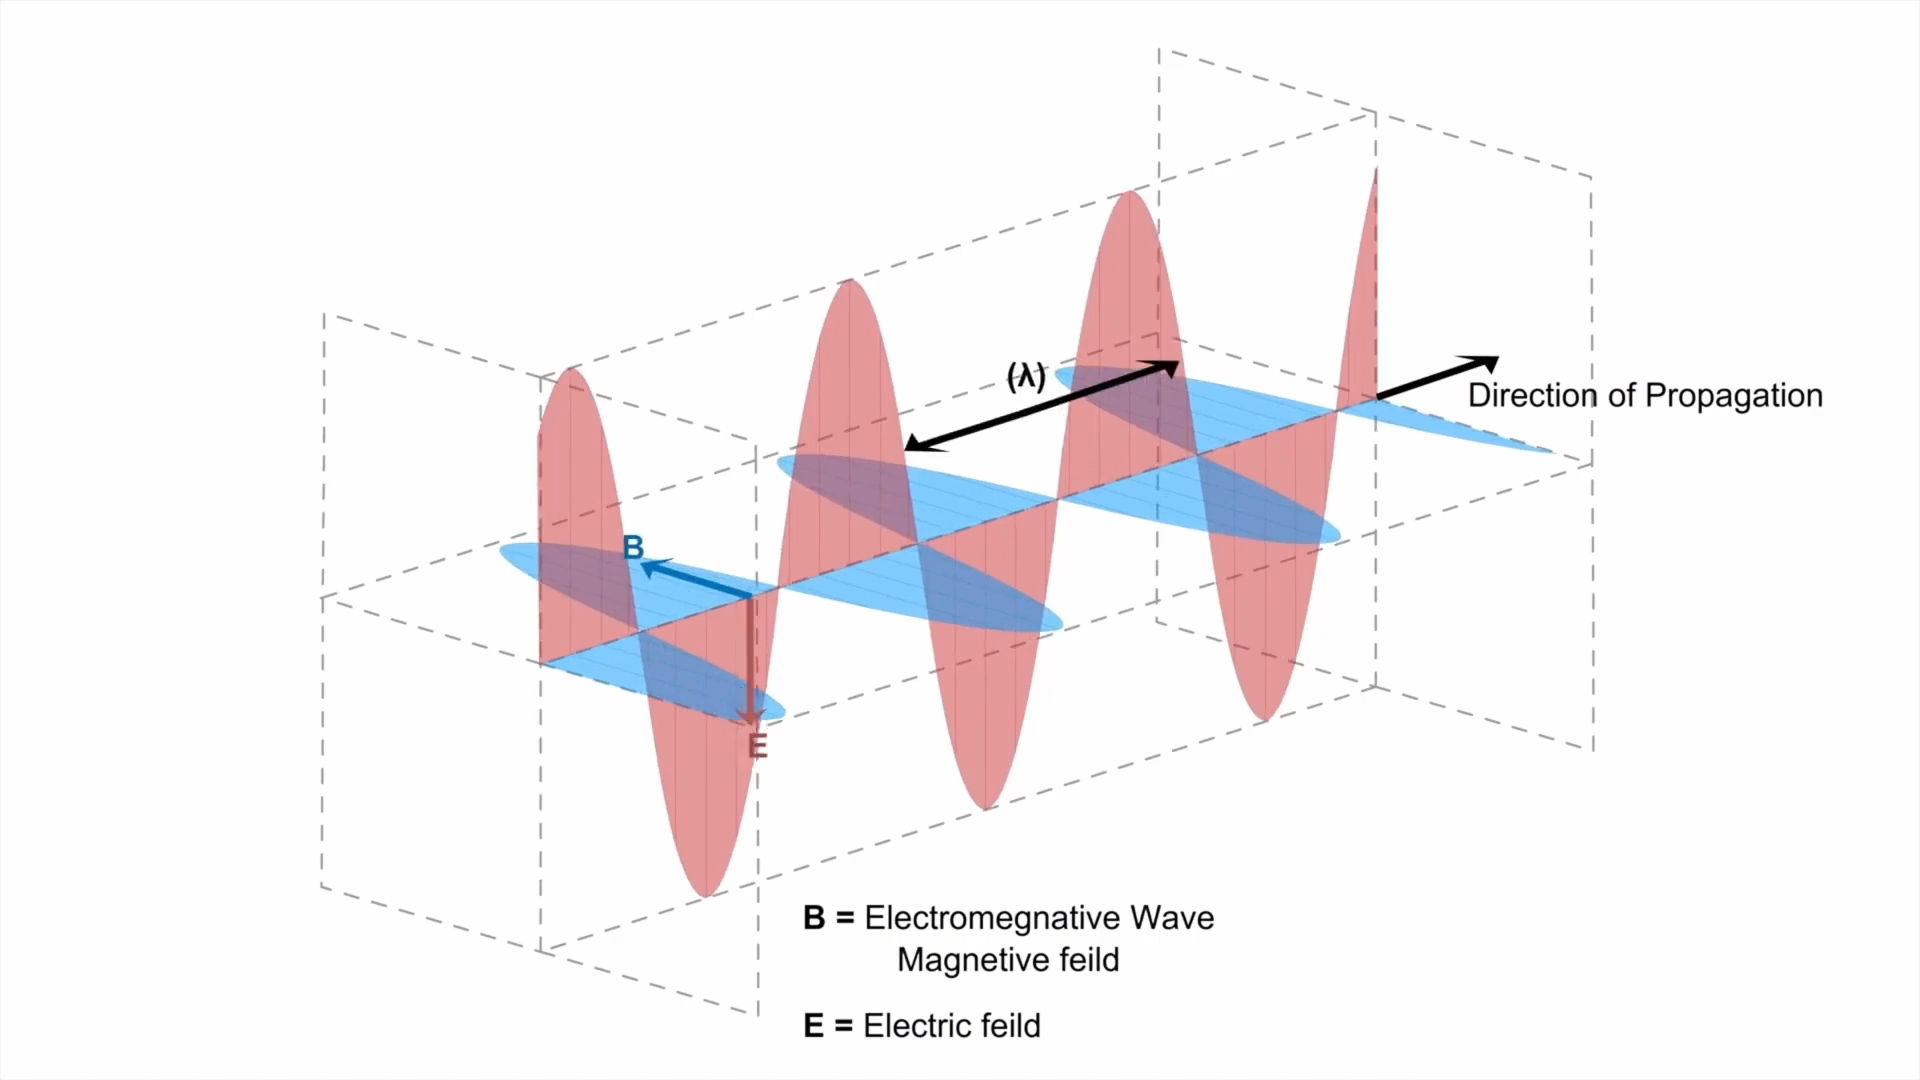 (λ)
Direction of Propagation
B
E
B = Electromegnative Wave
Magnetive feild
E = Electric feild